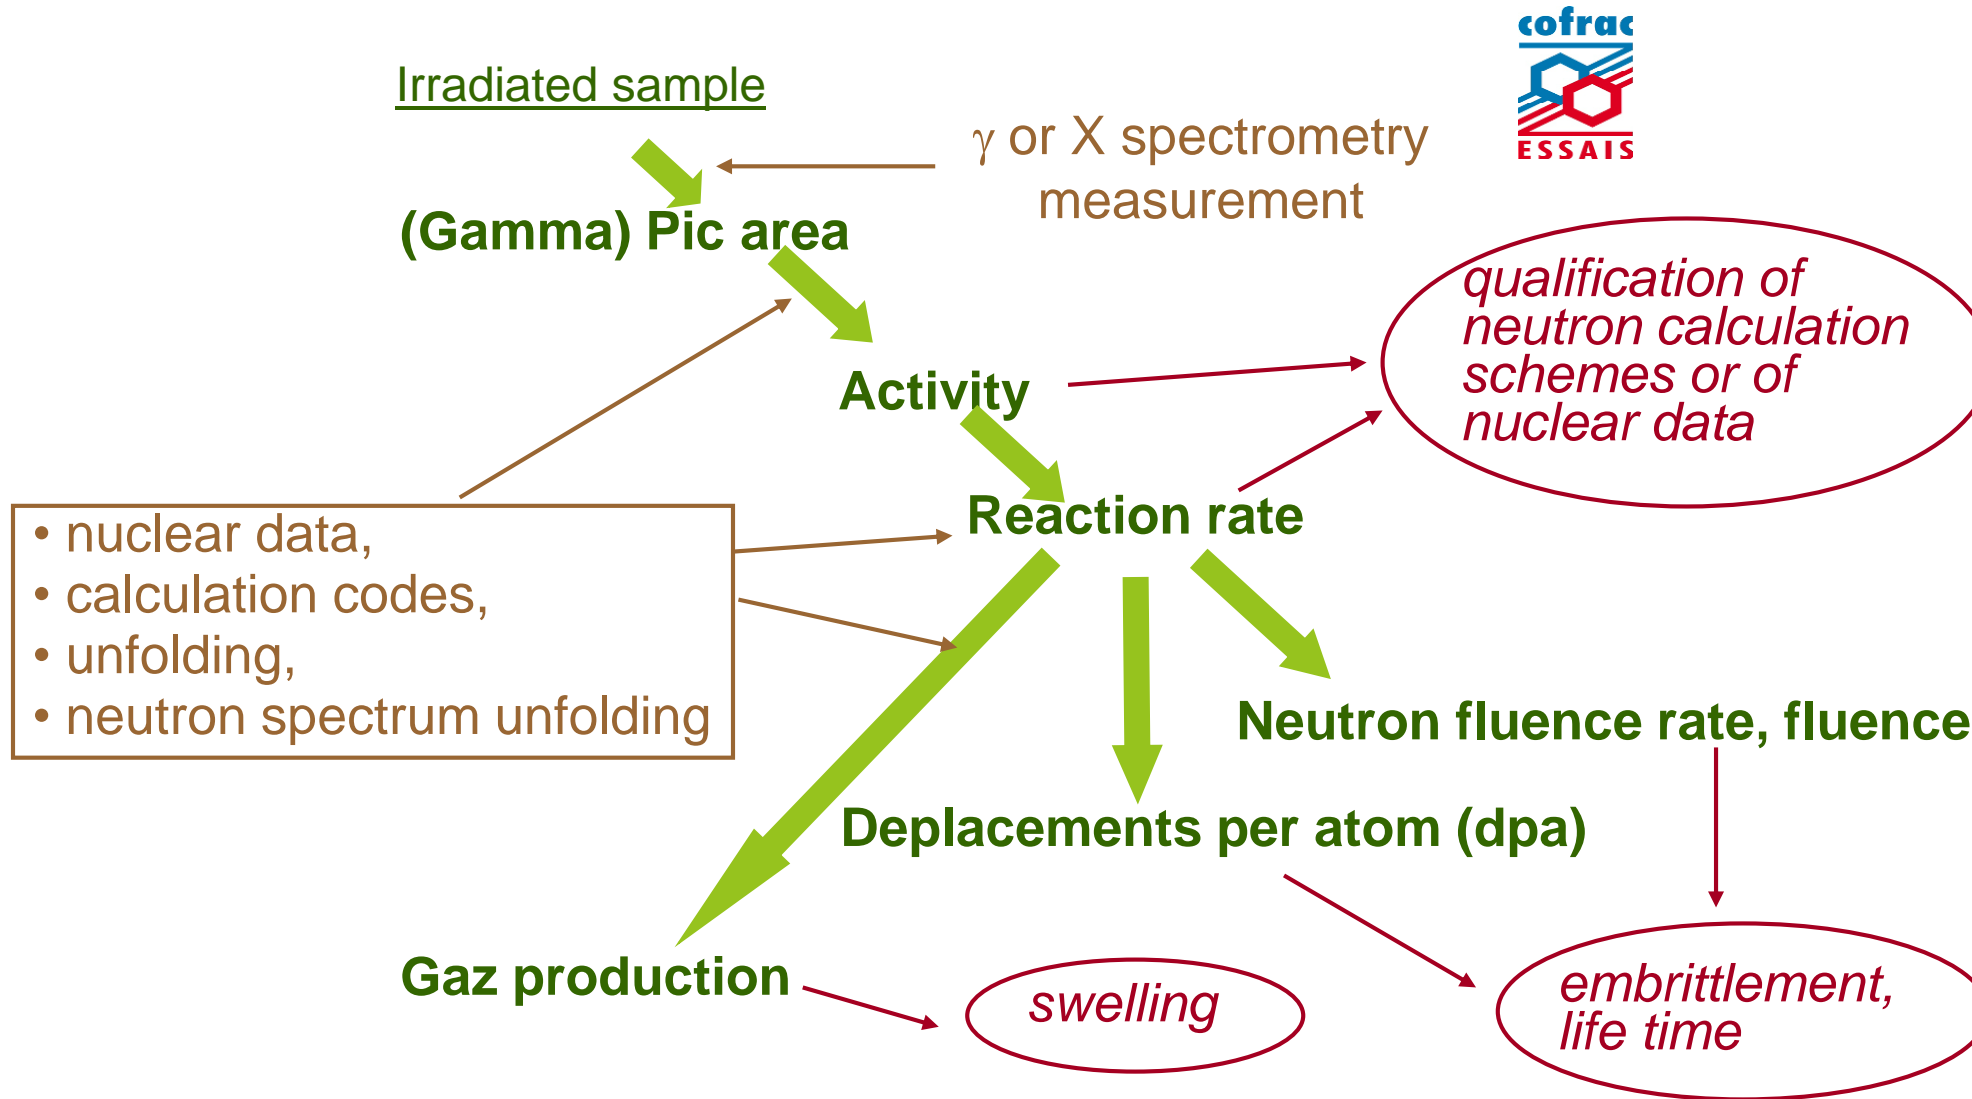 cofrac
ESSAIS
Irradiated sample
γ or X spectrometry
measurement
(Gamma) Pic area
qualification of
neutron calculation
schemes or of
nuclear data
Activity
Reaction rate
• nuclear data,
• calculation codes,
• unfolding,
• neutron spectrum unfolding
Neutron fluence rate, fluence
Deplacements per atom (dpa)
Gaz production
swelling
embrittlement,
life time